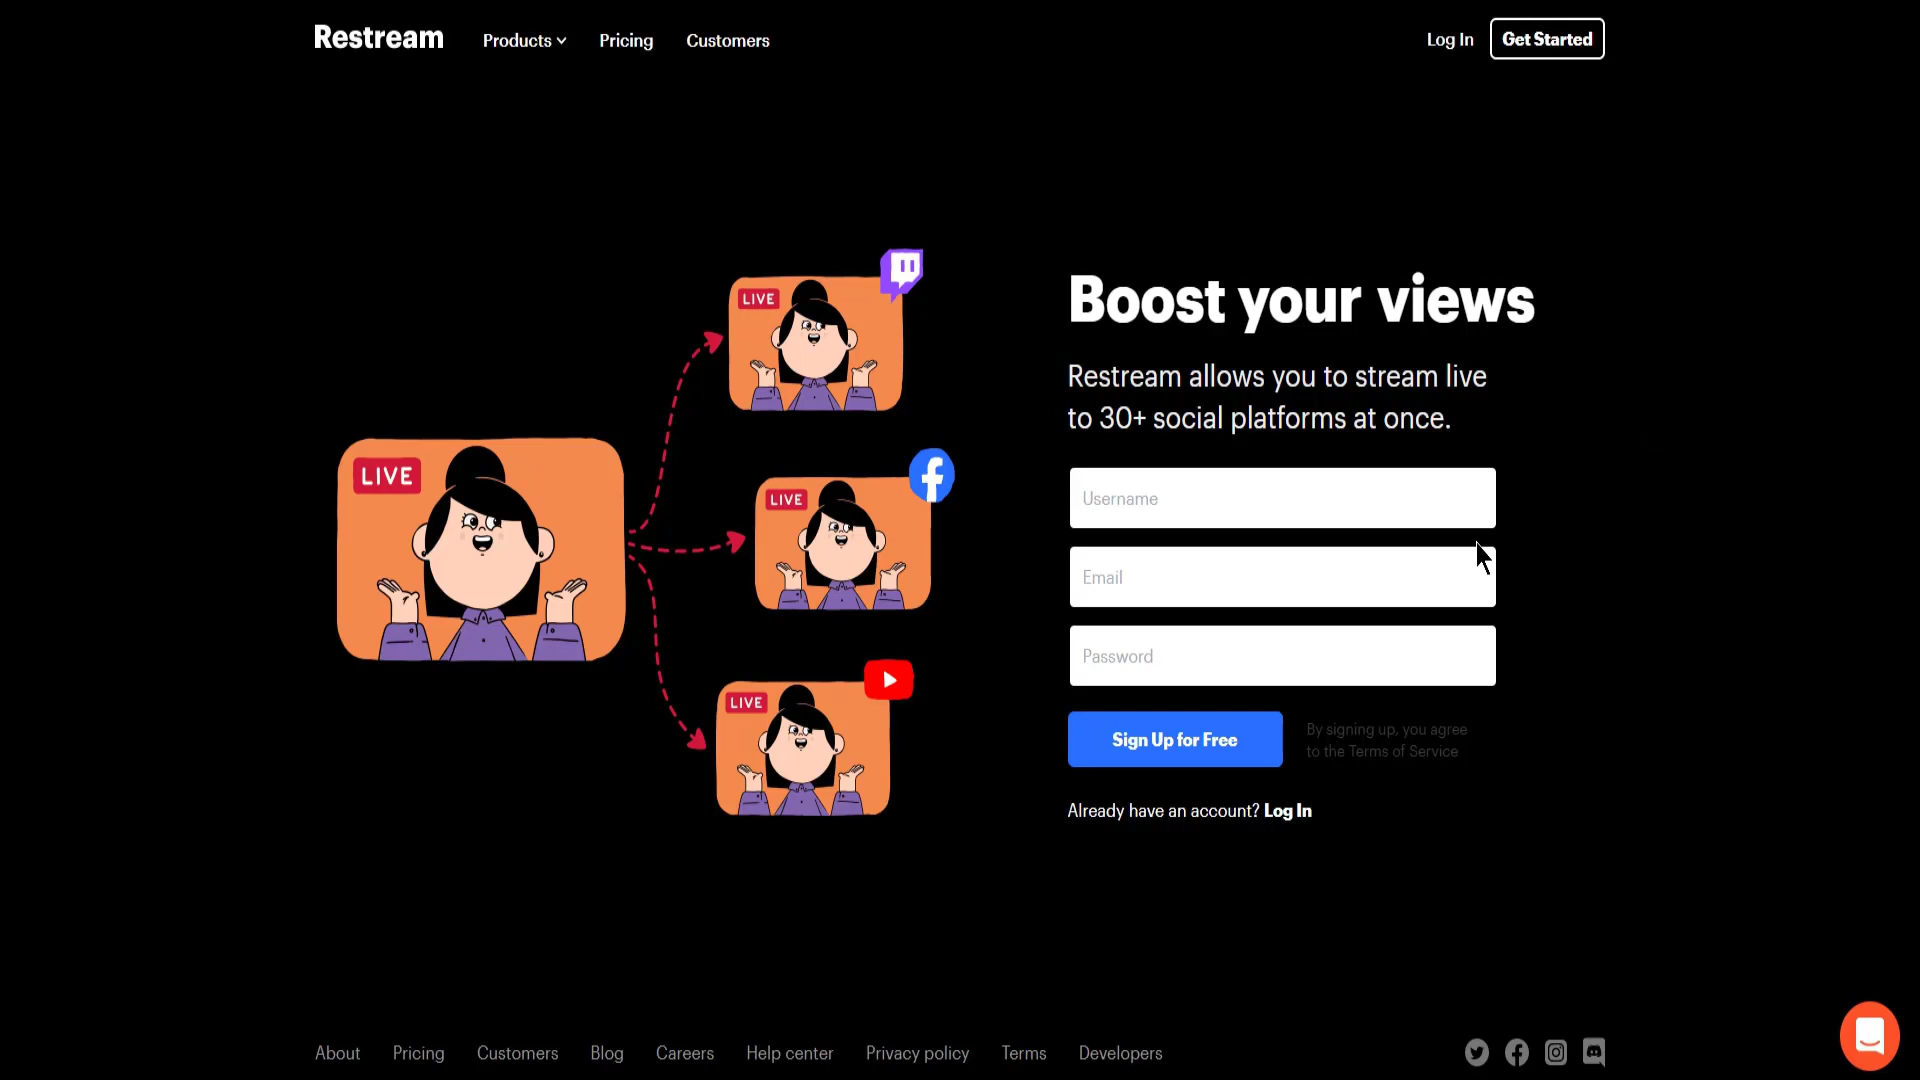 Restream
Products
Pricing
Customers
Log In
Get Started
LIVE
LIVE
LIVE
LIVE
Boost your views
Restream allows you to stream live
to 30+ social platforms at once.
Username
Email
Password
Sign Up for Free
By signing up, you agree
to the Terms of Service
Already have an account? Log In
About
Pricing
Customers
Blog
Careers
Help center
Privacy policy
Terms
Developers